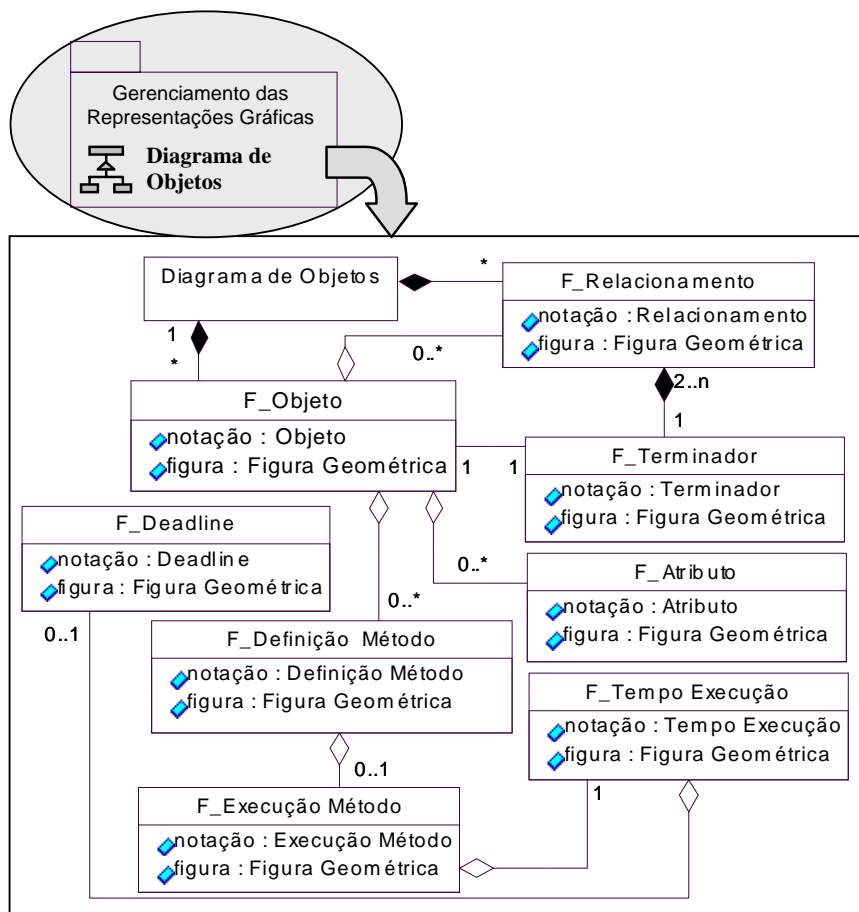 Gerenciamento das
Representações Gráficas
Diagrama de
Objetos
Diagrama de Objetos
*
F_Relacionamento
notação : Relacionamento
figura : Figura Geométrica
1
*
0..*
2..n
1
F_Objeto
notação : Objeto
figura : Figura Geométrica
1
1
F_Terminador
notação : Terminador
figura : Figura Geométrica
F_Deadline
notação : Deadline
figura : Figura Geométrica
0..*
F_Atributo
notação : Atributo
figura : Figura Geométrica
0..1
0..*
F_Definição Método
notação : Definição Método
figura : Figura Geométrica
F_Tempo Execução
notação : Tempo Execução
figura : Figura Geométrica
0..1
1
F_Execução Método
notação : Execução Método
figura : Figura Geométrica